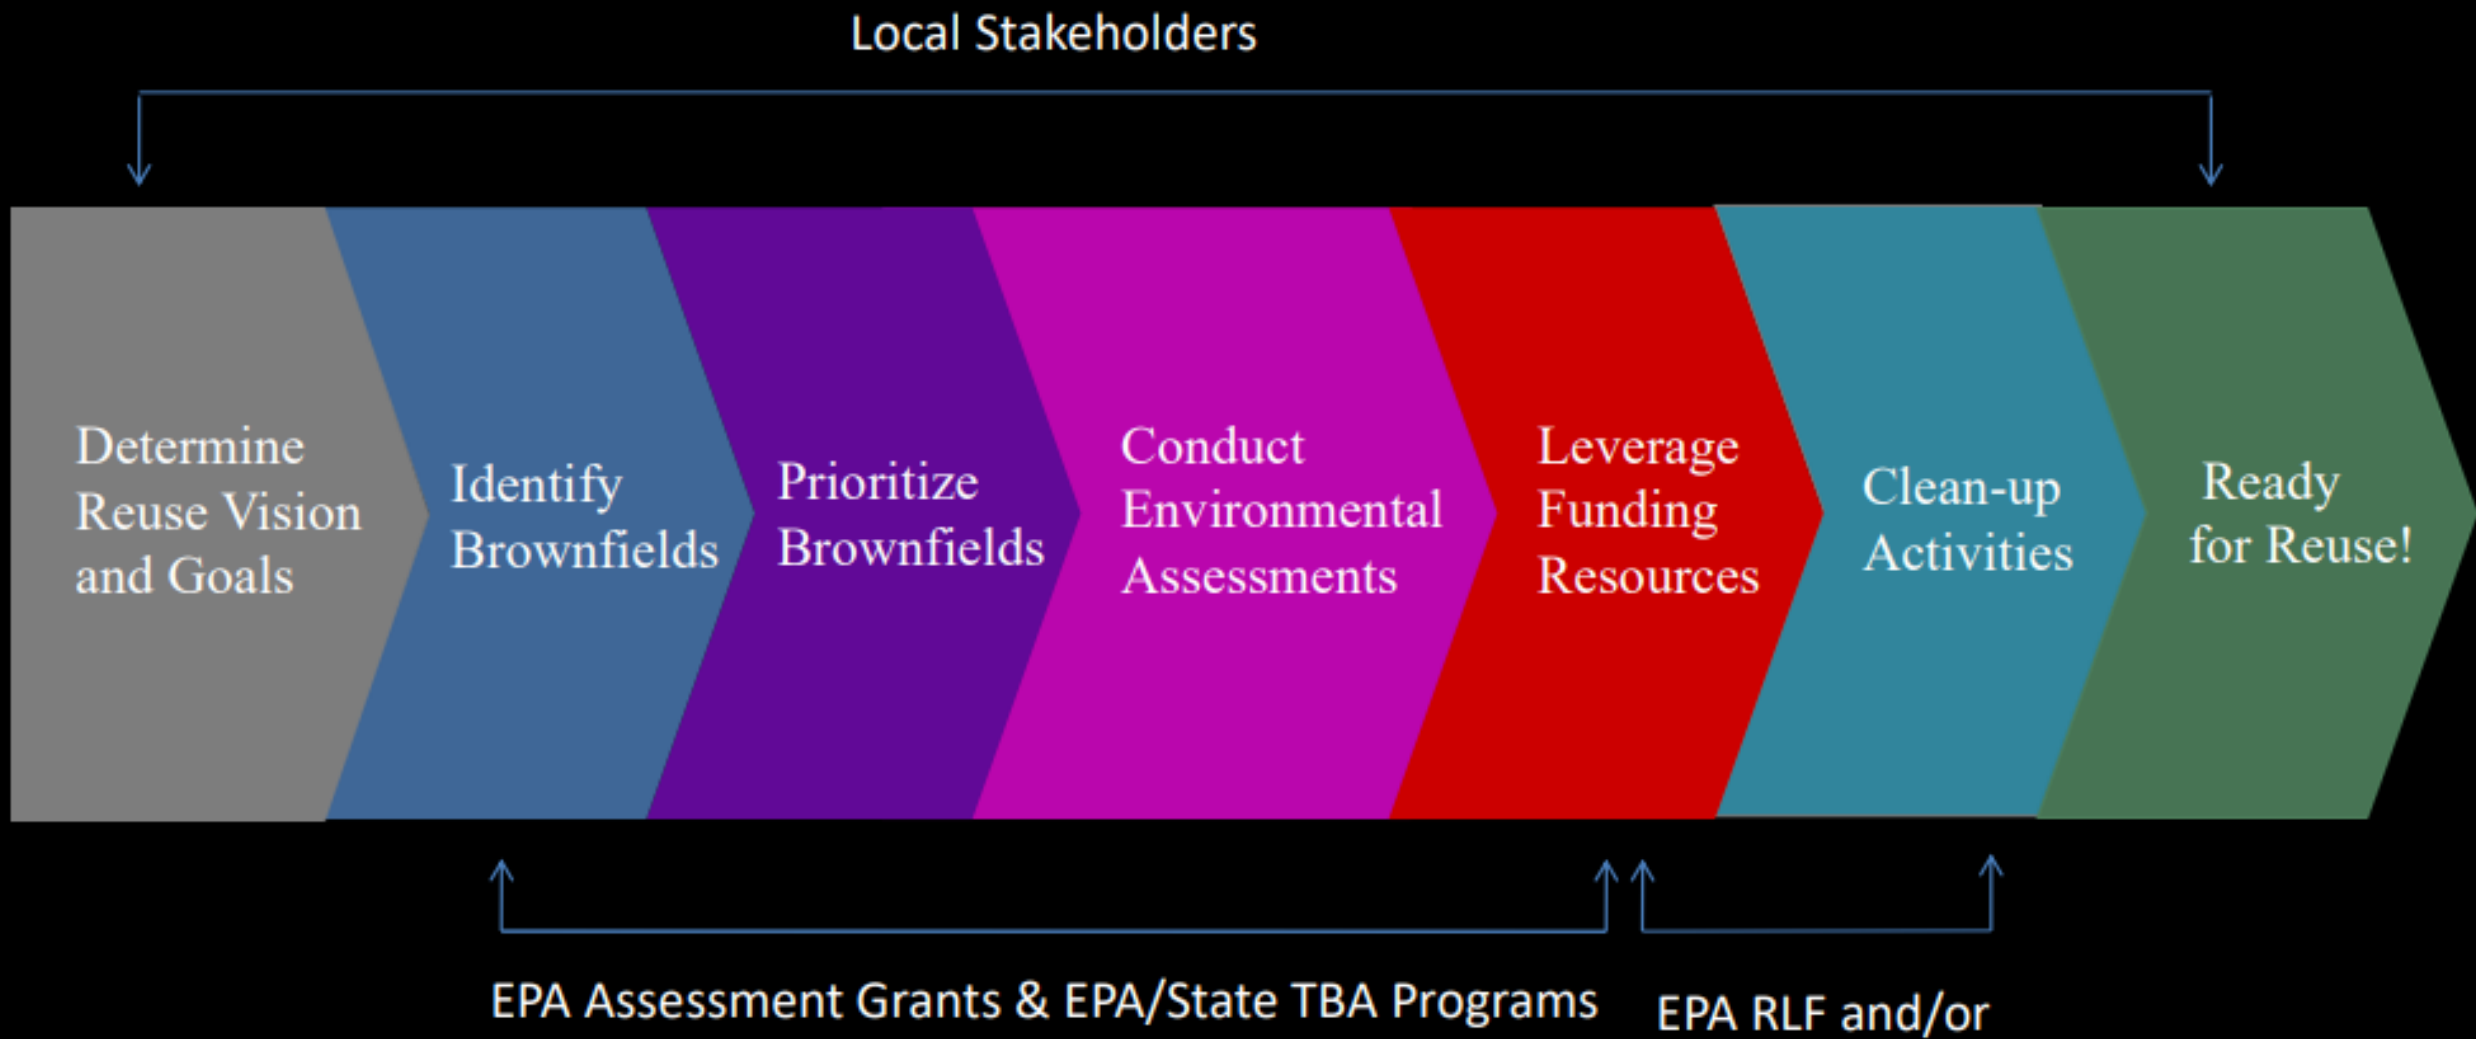 Local Stakeholders
Determine
Reuse Vision
and Goals
Identify
Brownfields
Prioritize
Brownfields
Conduct
Environmental
Assessments
Leverage
Funding
Resources
Clean-up
Activities
Ready
for Reuse!
EPA Assessment Grants & EPA/State TBA Programs
EPA RLF and/or